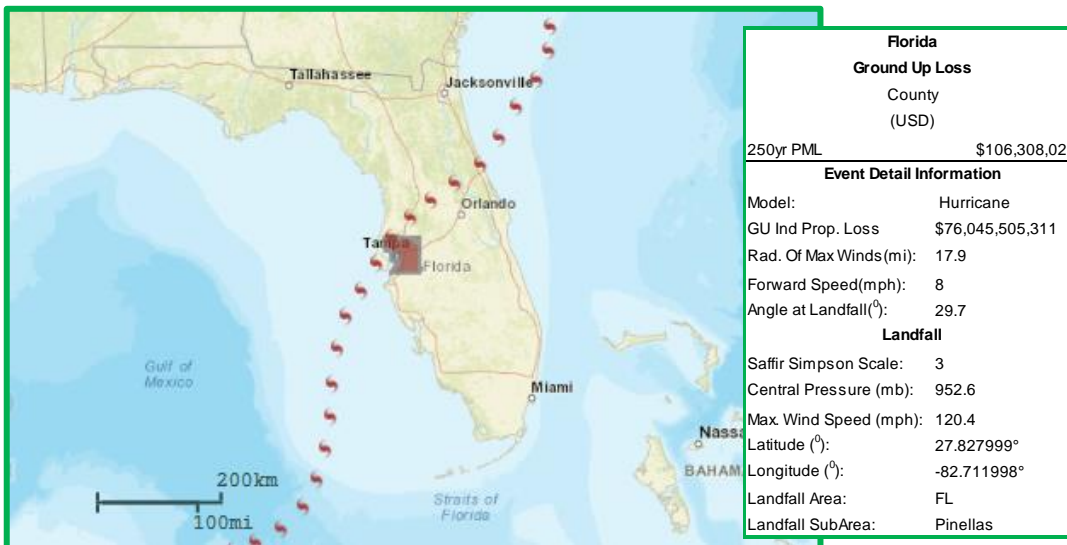 Tallahassee
Jacksonville
Orlando
Tampa
Florida
Gulf of
Mexico
Miami
Nassa
BAHAM
200km
100mi
Straits of
Florida
Florida
Ground Up Loss
County
(USD)
250yr PML $106,308,02
Event Detail Information
Model: Hurricane
GU Ind Prop. Loss $76,045,505,311
Rad. Of Max Winds(mi): 17.9
Forward Speed(mph): 8
Angle at Landfall(⁰): 29.7
Landfall
Saffir Simpson Scale: 3
Central Pressure (mb): 952.6
Max. Wind Speed (mph): 120.4
Latitude (⁰): 27.827999°
Longitude (⁰): -82.711998°
Landfall Area: FL
Landfall SubArea: Pinellas